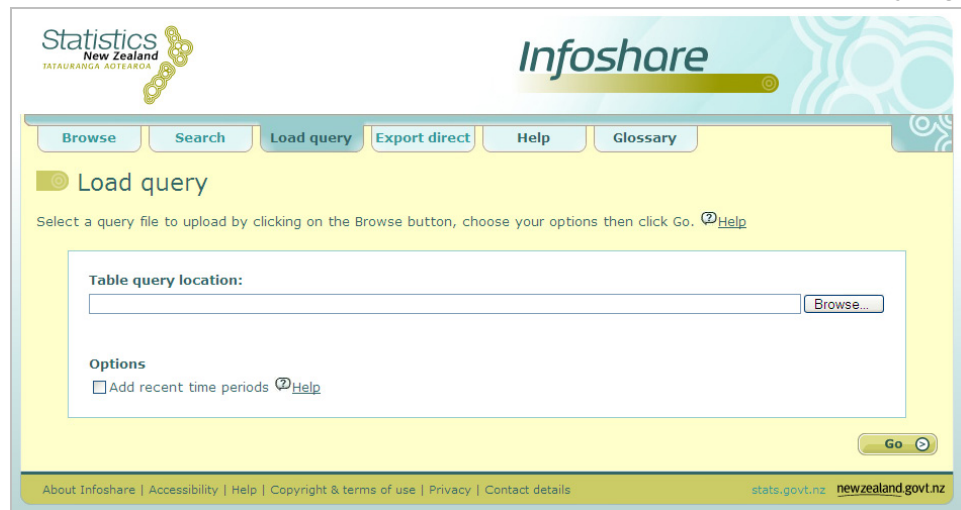 Statistics
New Zealand
TATAURANGA AOTEAROA
Infoshare
Browse Search Load query Export direct Help Glossary
Load query
Select a query file to upload by clicking on the Browse button, choose your options then click Go. Help
Table query location:
Browse...
Options
Add recent time periods Help
Go
About Infoshare | Accessibility | Help | Copyright & terms of use | Privacy | Contact details stats.govt.nz newzealand.govt.nz